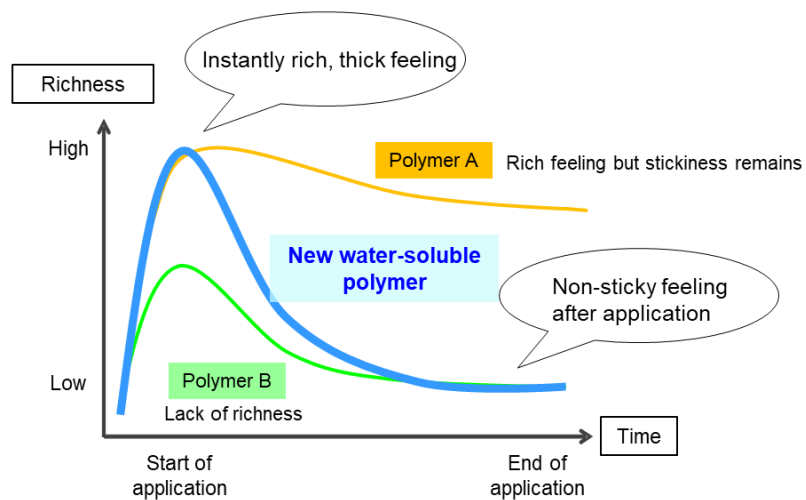 Instantly rich, thick feeling
Richness
High
Polymer A
Rich feeling but stickiness remains
New water-soluble
polymer
Non-sticky feeling
after application
Low
Polymer B
Lack of richness
Time
Start of
application
End of
application